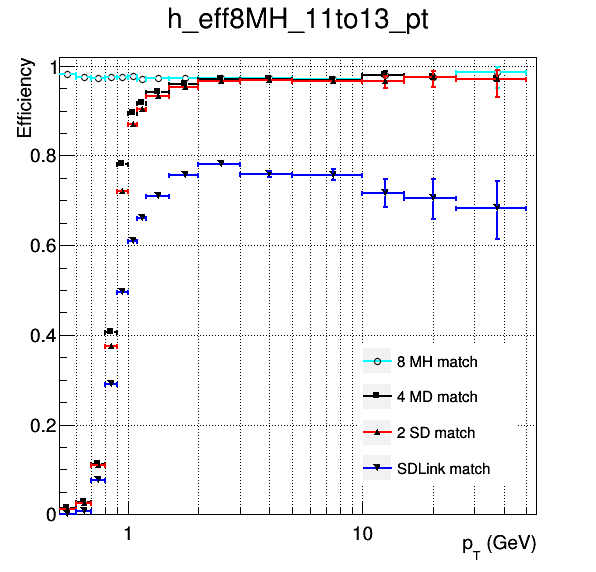 h_eff8MH_11to13_pt
Efficiency
1
0.8
0.6
0.4
0.2
0
8 MH match
4 MD match
2 SD match
SDLink match
1
10
p_T (GeV)